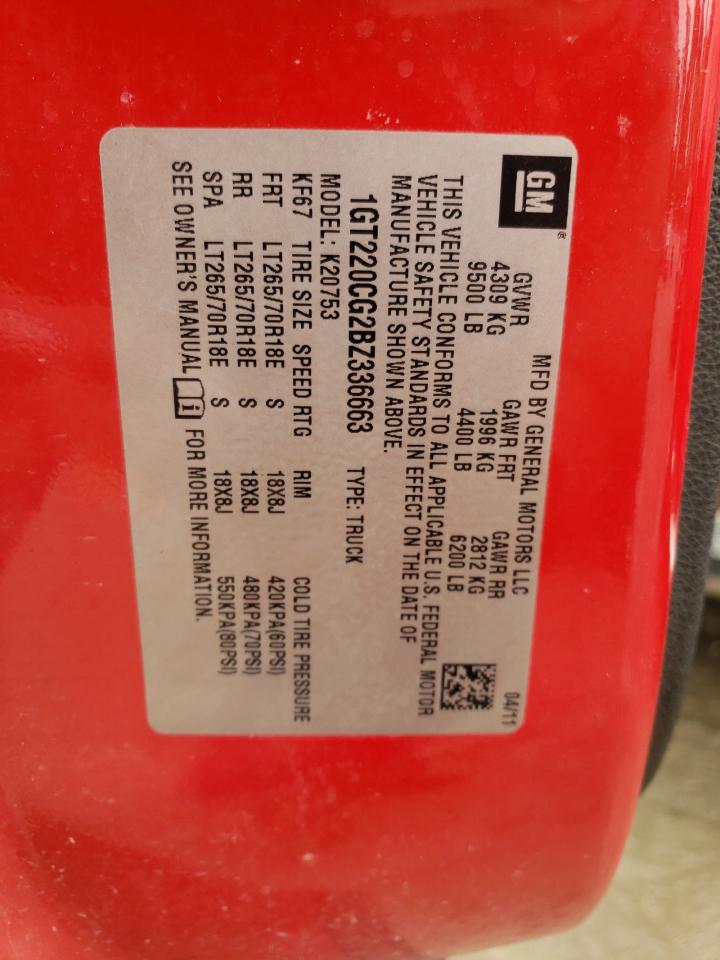 GM
MFD BY GENERAL MOTORS LLC 04/11
GVWR GAWR FRT GAWR RR
4309 KG 1996 KG 2812 KG
9500 LB 4400 LB 6200 LB
THIS VEHICLE CONFORMS TO ALL APPLICABLE U.S. FEDERAL MOTOR
VEHICLE SAFETY STANDARDS IN EFFECT ON THE DATE OF
MANUFACTURE SHOWN ABOVE.
1GT220CG2BZ336663 TYPE: TRUCK
MODEL: K20753
KF67 TIRE SIZE SPEED RTG RIM COLD TIRE PRESSURE
FRT LT265/70R18E S 18X8J 420KPA(60PSI)
RR LT265/70R18E S 18X8J 480KPA(70PSI)
SPA LT265/70R18E S 18X8J 550KPA(80PSI)
SEE OWNER'S MANUAL i FOR MORE INFORMATION.